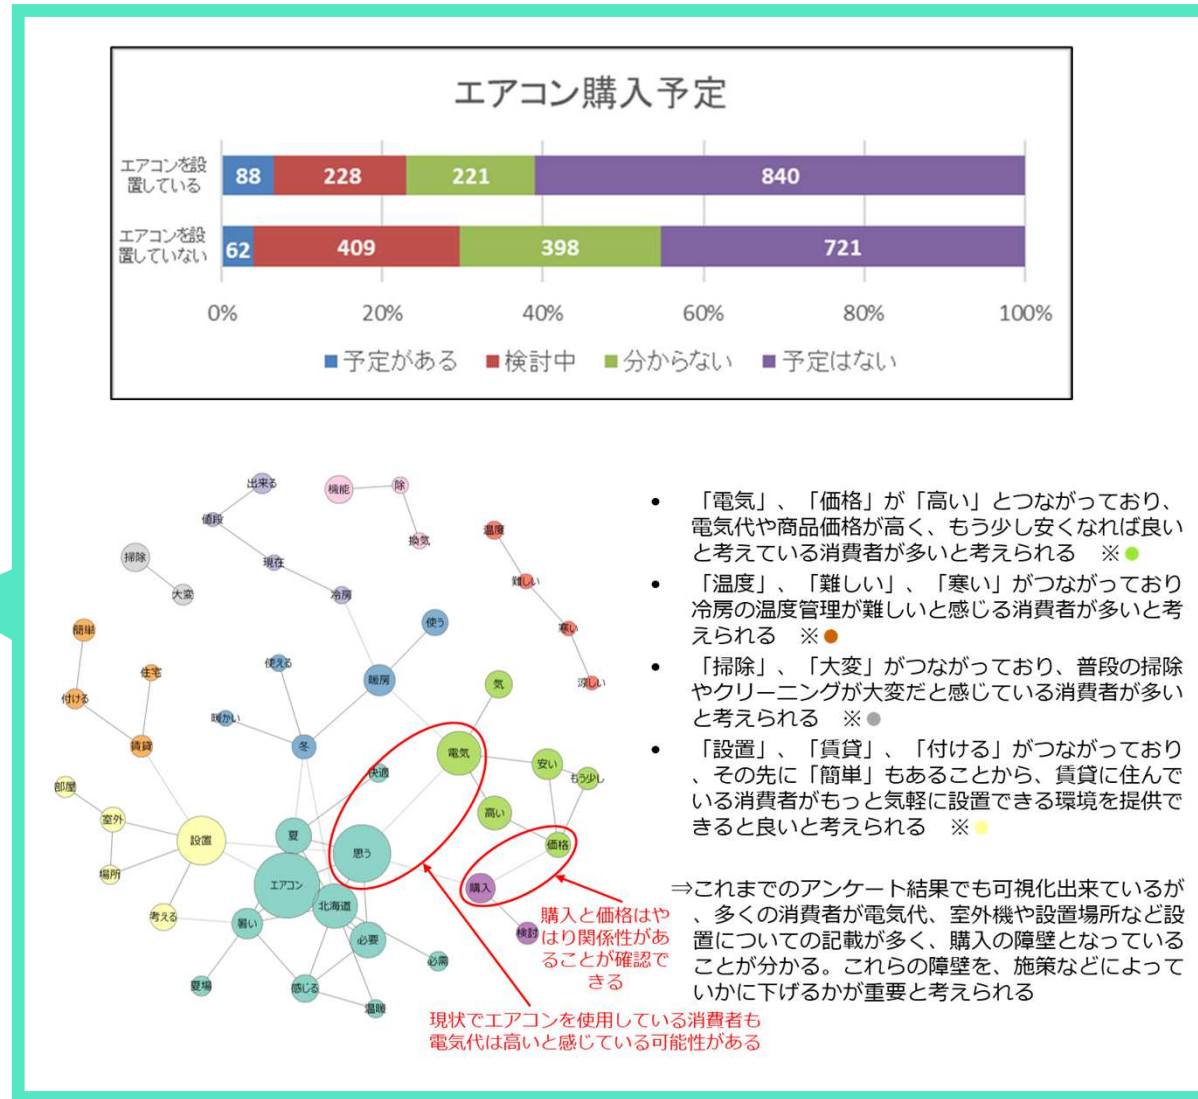 エアコン購入予定
エアコンを設
置している
88
228
221
840
エアコンを設
置していない
62
409
398
721
0%
20%
40%
60%
80%
100%
予定がある
検討中
分からない
予定はない
出来る
機能
除
値段
換気
温度
掃除
現在
難しい
大変
冷房
簡単
使う
寒い
住宅
使える
暖房
気
涼しい
付ける
暖かい
賃貸
冬
電気
安い
もう少し
部屋
快適
室外
高い
設置
夏
思う
価格
場所
エアコン
購入
考える
北海道
暑い
必要
検討
必需
夏場
感じる
温暖
購入と価格はや
はり関係性があ
ることが確認で
きる
現状でエアコンを使用している消費者も
電気代は高いと感じている可能性がある
• 「電気」、「価格」が「高い」とつながっており、
電気代や商品価格が高く、もう少し安くなれば良い
と考えている消費者が多いと考えられる ※●
• 「温度」、「難しい」、「寒い」がつながっており
冷房の温度管理が難しいと感じる消費者が多いと考
えられる ※●
• 「掃除」、「大変」がつながっており、普段の掃除
やクリーニングが大変だと感じている消費者が多い
と考えられる ※●
• 「設置」、「賃貸」、「付ける」がつながっており
、その先に「簡単」もあることから、賃貸に住んで
いる消費者がもっと気軽に設置できる環境を提供で
きると良いと考えられる ※●
⇒これまでのアンケート結果でも可視化出来ているが
、多くの消費者が電気代、室外機や設置場所など設
置についての記載が多く、購入の障壁となっている
ことが分かる。これらの障壁を、施策などによって
いかに下げるかが重要と考えられる